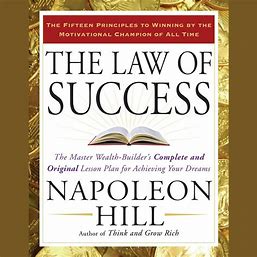 THE FIFTEEN PRINCIPLES TO WINNING BY THE
MOTIVATIONAL CHAMPION OF ALL TIME
THE LAW OF
SUCCESS
The Master Wealth-Builder's Complete and
Original Lesson Plan for Achieving Your Dreams
NAPOLEON
HILL
Author of Think and Grow Rich